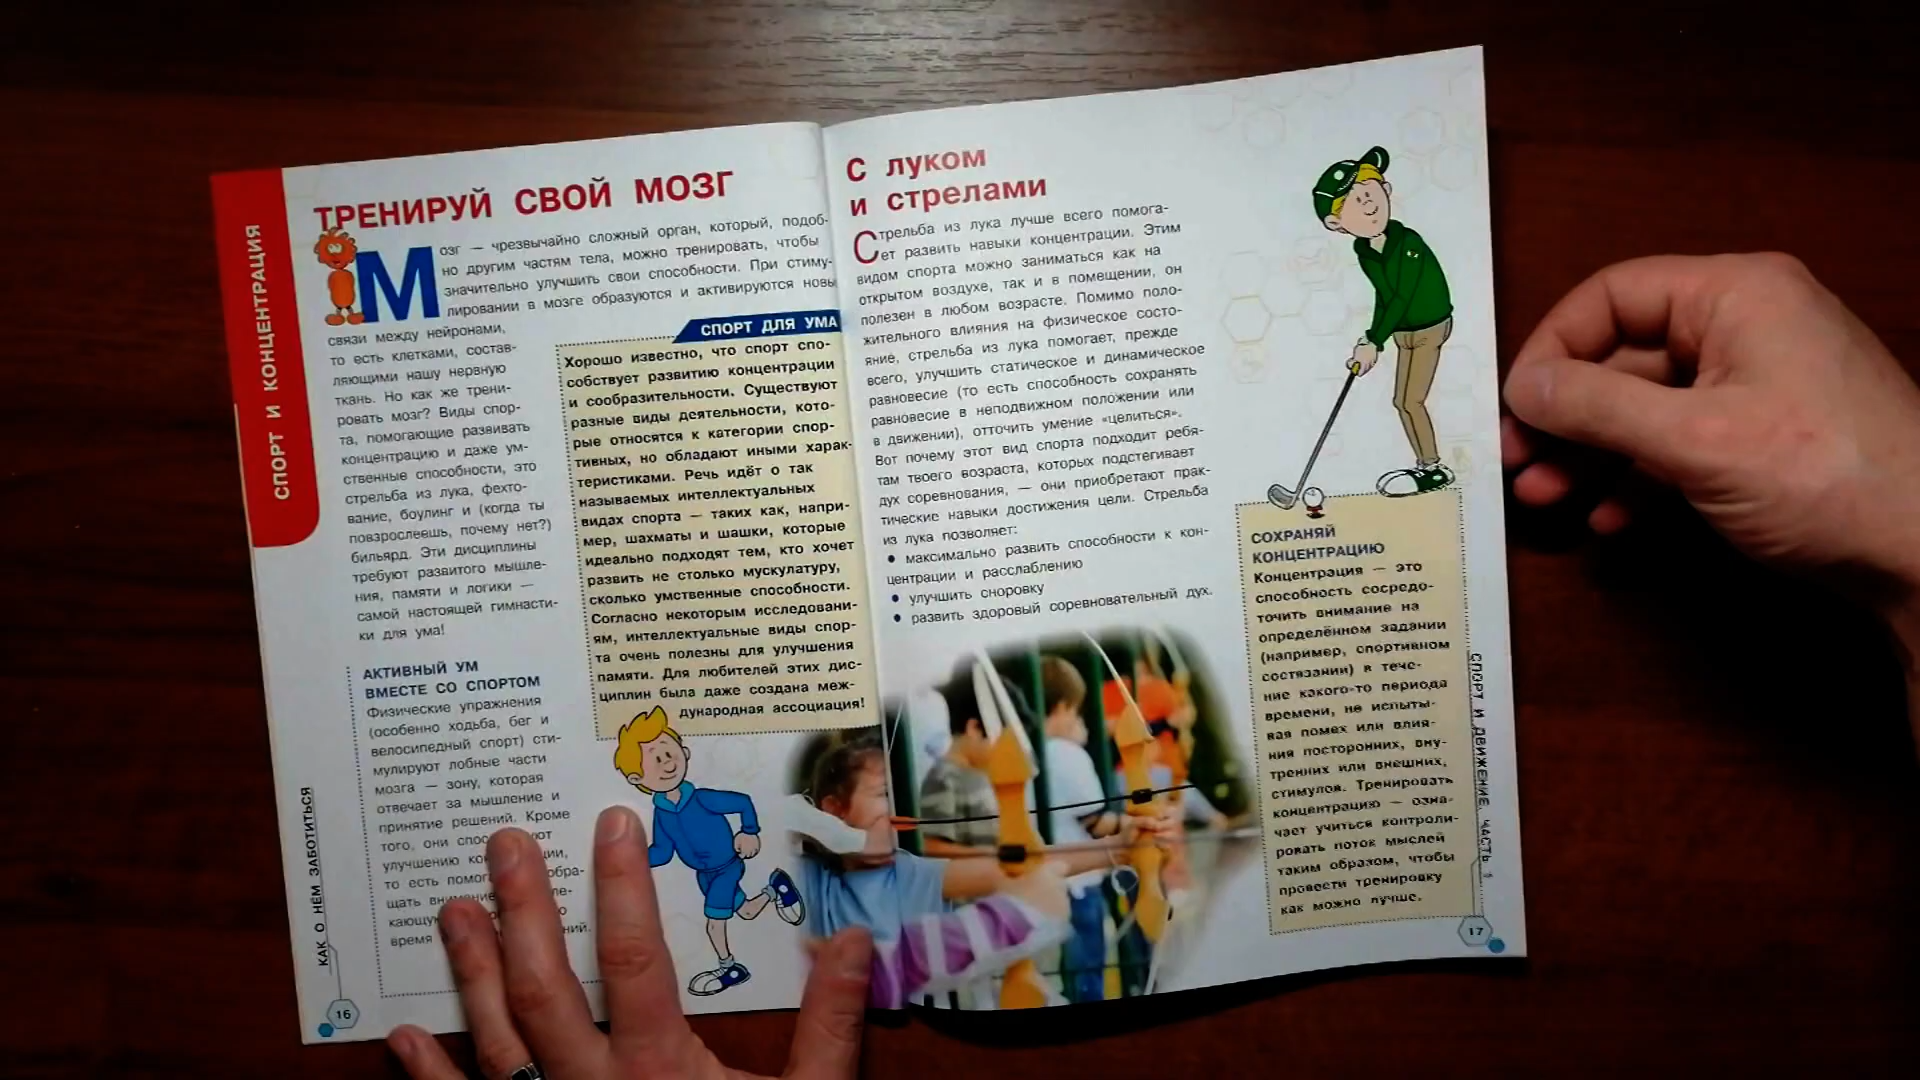 СПОРТ И КОНЦЕНТРАЦИЯ
ТРЕНИРУЙ СВОЙ МОЗГ
Мозг — чрезвычайно сложный орган, который, подоб-
но другим частям тела, можно тренировать, чтобы
значительно улучшить свои способности. При стиму-
лировании в мозге образуются и активируются новы
связи между нейронами,
то есть клетками, состав-
ляющими нашу нервную
ткань. Но как же трени-
ровать мозг? Виды спор-
та, помогающие развивать
концентрацию и даже ум-
ственные способности, это
стрельба из лука, фехто-
вание, боулинг и (когда ты
повзрослеешь, почему нет?)
бильярд. Эти дисциплины
требуют развитого мышле-
ния, памяти и логики —
самой настоящей гимнасти-
ки для ума!
АКТИВНЫЙ УМ
ВМЕСТЕ СО СПОРТОМ
Физические упражнения
(особенно ходьба, бег и
велосипедный спорт) сти-
мулируют лобные части
мозга — зону, которая
отвечает за мышление и
принятие решений. Кроме
того, они
улучшению
то есть
щать
время
СПОРТ ДЛЯ УМА
Хорошо известно, что спорт спо-
собствует развитию концентрации
и сообразительности. Существуют
разные виды деятельности, кото-
рые относятся к категории спор-
тивных, но обладают иными харак-
теристиками. Речь идёт о так
называемых интеллектуальных
видах спорта — таких как, напри-
мер, шахматы и шашки, которые
идеально подходят тем, кто хочет
развить не столько мускулатуру,
сколько умственные способности.
Согласно некоторым исследовани-
ям, интеллектуальные виды спор-
та очень полезны для улучшения
памяти. Для любителей этих дис-
циплин была даже создана меж-
дународная ассоциация!
КАК О НЁМ ЗАБОТИТЬСЯ
16
С луком
и стрелами
Стрельба из лука лучше всего помога-
ет развить навыки концентрации. Этим
видом спорта можно заниматься как на
открытом воздухе, так и в помещении, он
полезен в любом возрасте. Помимо поло-
жительного влияния на физическое состо-
яние, стрельба из лука помогает, прежде
всего, улучшить статическое и динамическое
равновесие (то есть способность сохранять
равновесие в неподвижном положении или
в движении), отточить умение «целиться».
Вот почему этот вид спорта подходит ребя-
там твоего возраста, которых подстегивает
дух соревнования, — они приобретают прак-
тические навыки достижения цели. Стрельба
из лука позволяет:
• максимально развить способности к кон-
центрации и расслаблению
• улучшить сноровку
• развить здоровый соревновательный дух.
СОХРАНЯЙ
КОНЦЕНТРАЦИЮ
Концентрация — это
способность сосредо-
точить внимание на
определённом задании
(например, спортивном
состязании) в тече-
ние какого-то периода
времени, не испыты-
вая помех или влия-
ния посторонних, вну-
тренних или внешних,
стимулов. Тренировать
концентрацию — озна-
чает учиться контроли-
ровать поток мыслей
таким образом, чтобы
провести тренировку
как можно лучше.
СПОРТ И ДВИЖЕНИЕ. ЧАСТЬ 1
17